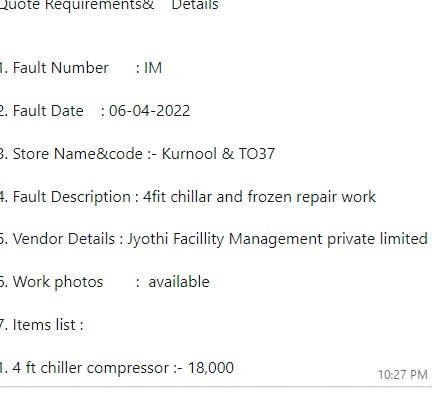 Quote Requirements& Details
1. Fault Number : IM
2. Fault Date : 06-04-2022
3. Store Name&code :- Kurnool & TO37
4. Fault Description : 4fit chillar and frozen repair work
5. Vendor Details : Jyothi Facillity Management private limited
6. Work photos : available
7. Items list :
1. 4 ft chiller compressor :- 18,000
10:27 PM